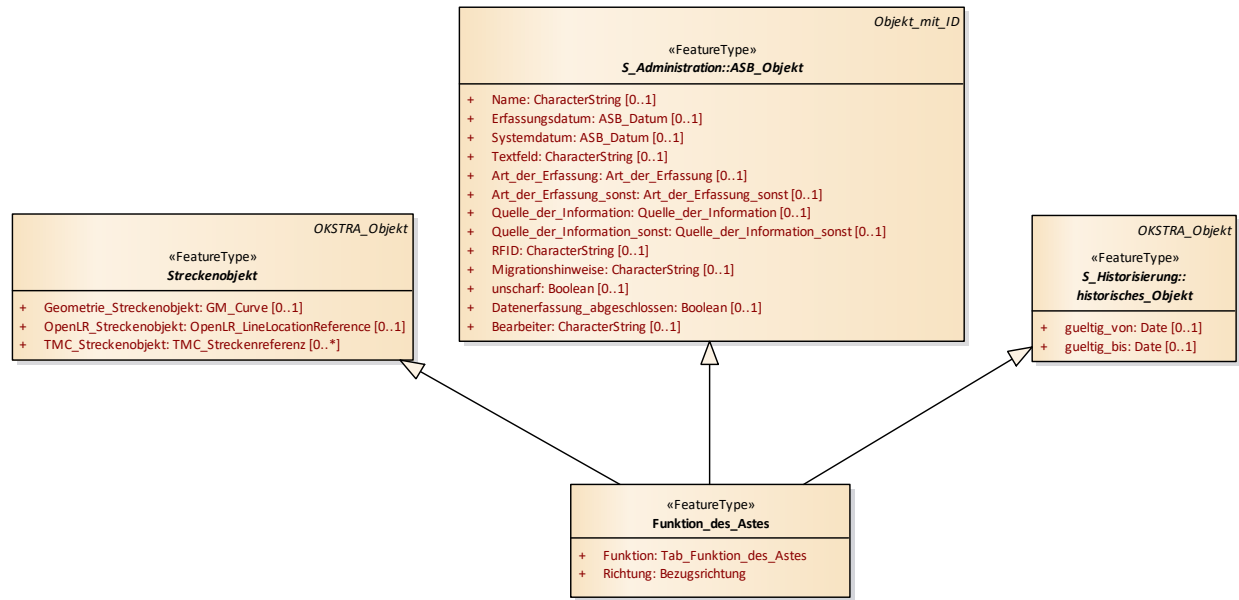 Objekt_mit_ID
«FeatureType»
S_Administration::ASB_Objekt
+ Name: CharacterString [0..1]
+ Erfassungsdatum: ASB_Datum [0..1]
+ Systemdatum: ASB_Datum [0..1]
+ Textfeld: CharacterString [0..1]
+ Art_der_Erfassung: Art_der_Erfassung [0..1]
+ Art_der_Erfassung_sonst: Art_der_Erfassung_sonst [0..1]
+ Quelle_der_Information: Quelle_der_Information [0..1]
+ Quelle_der_Information_sonst: Quelle_der_Information_sonst [0..1]
+ RFID: CharacterString [0..1]
+ Migrationshinweise: CharacterString [0..1]
+ unscharf: Boolean [0..1]
+ Datenerfassung_abgeschlossen: Boolean [0..1]
+ Bearbeiter: CharacterString [0..1]
OKSTRA_Objekt
«FeatureType»
Streckenobjekt
+ Geometrie_Streckenobjekt: GM_Curve [0..1]
+ OpenLR_Streckenobjekt: OpenLR_LineLocationReference [0..1]
+ TMC_Streckenobjekt: TMC_Streckenreferenz [0..*]
OKSTRA_Objekt
«FeatureType»
S_Historisierung::
historisches_Objekt
+ gueltig_von: Date [0..1]
+ gueltig_bis: Date [0..1]
«FeatureType»
Funktion_des_Astes
+ Funktion: Tab_Funktion_des_Astes
+ Richtung: Bezugsrichtung